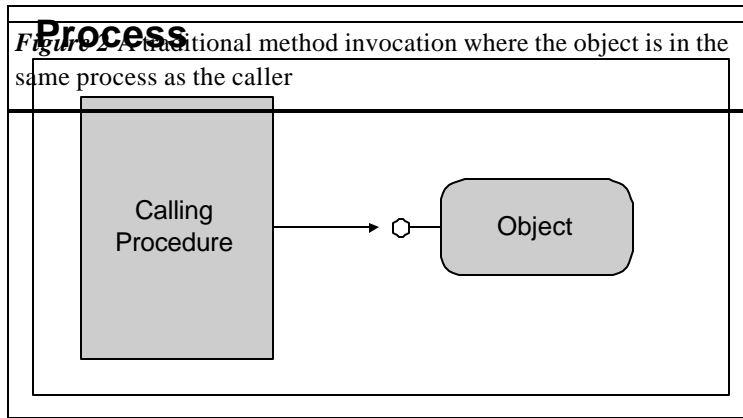 Process
Figure 2 A traditional method invocation where the object is in the
same process as the caller
Calling
Procedure
Object